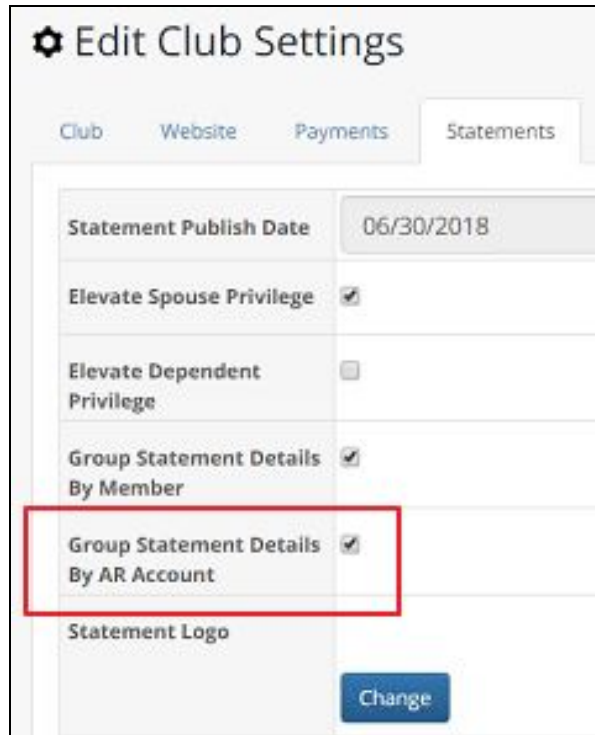 Edit Club Settings
Club Website Payments Statements
Statement Publish Date 06/30/2018
Elevate Spouse Privilege
Elevate Dependent
Privilege
Group Statement Details
By Member
Group Statement Details
By AR Account
Statement Logo
Change